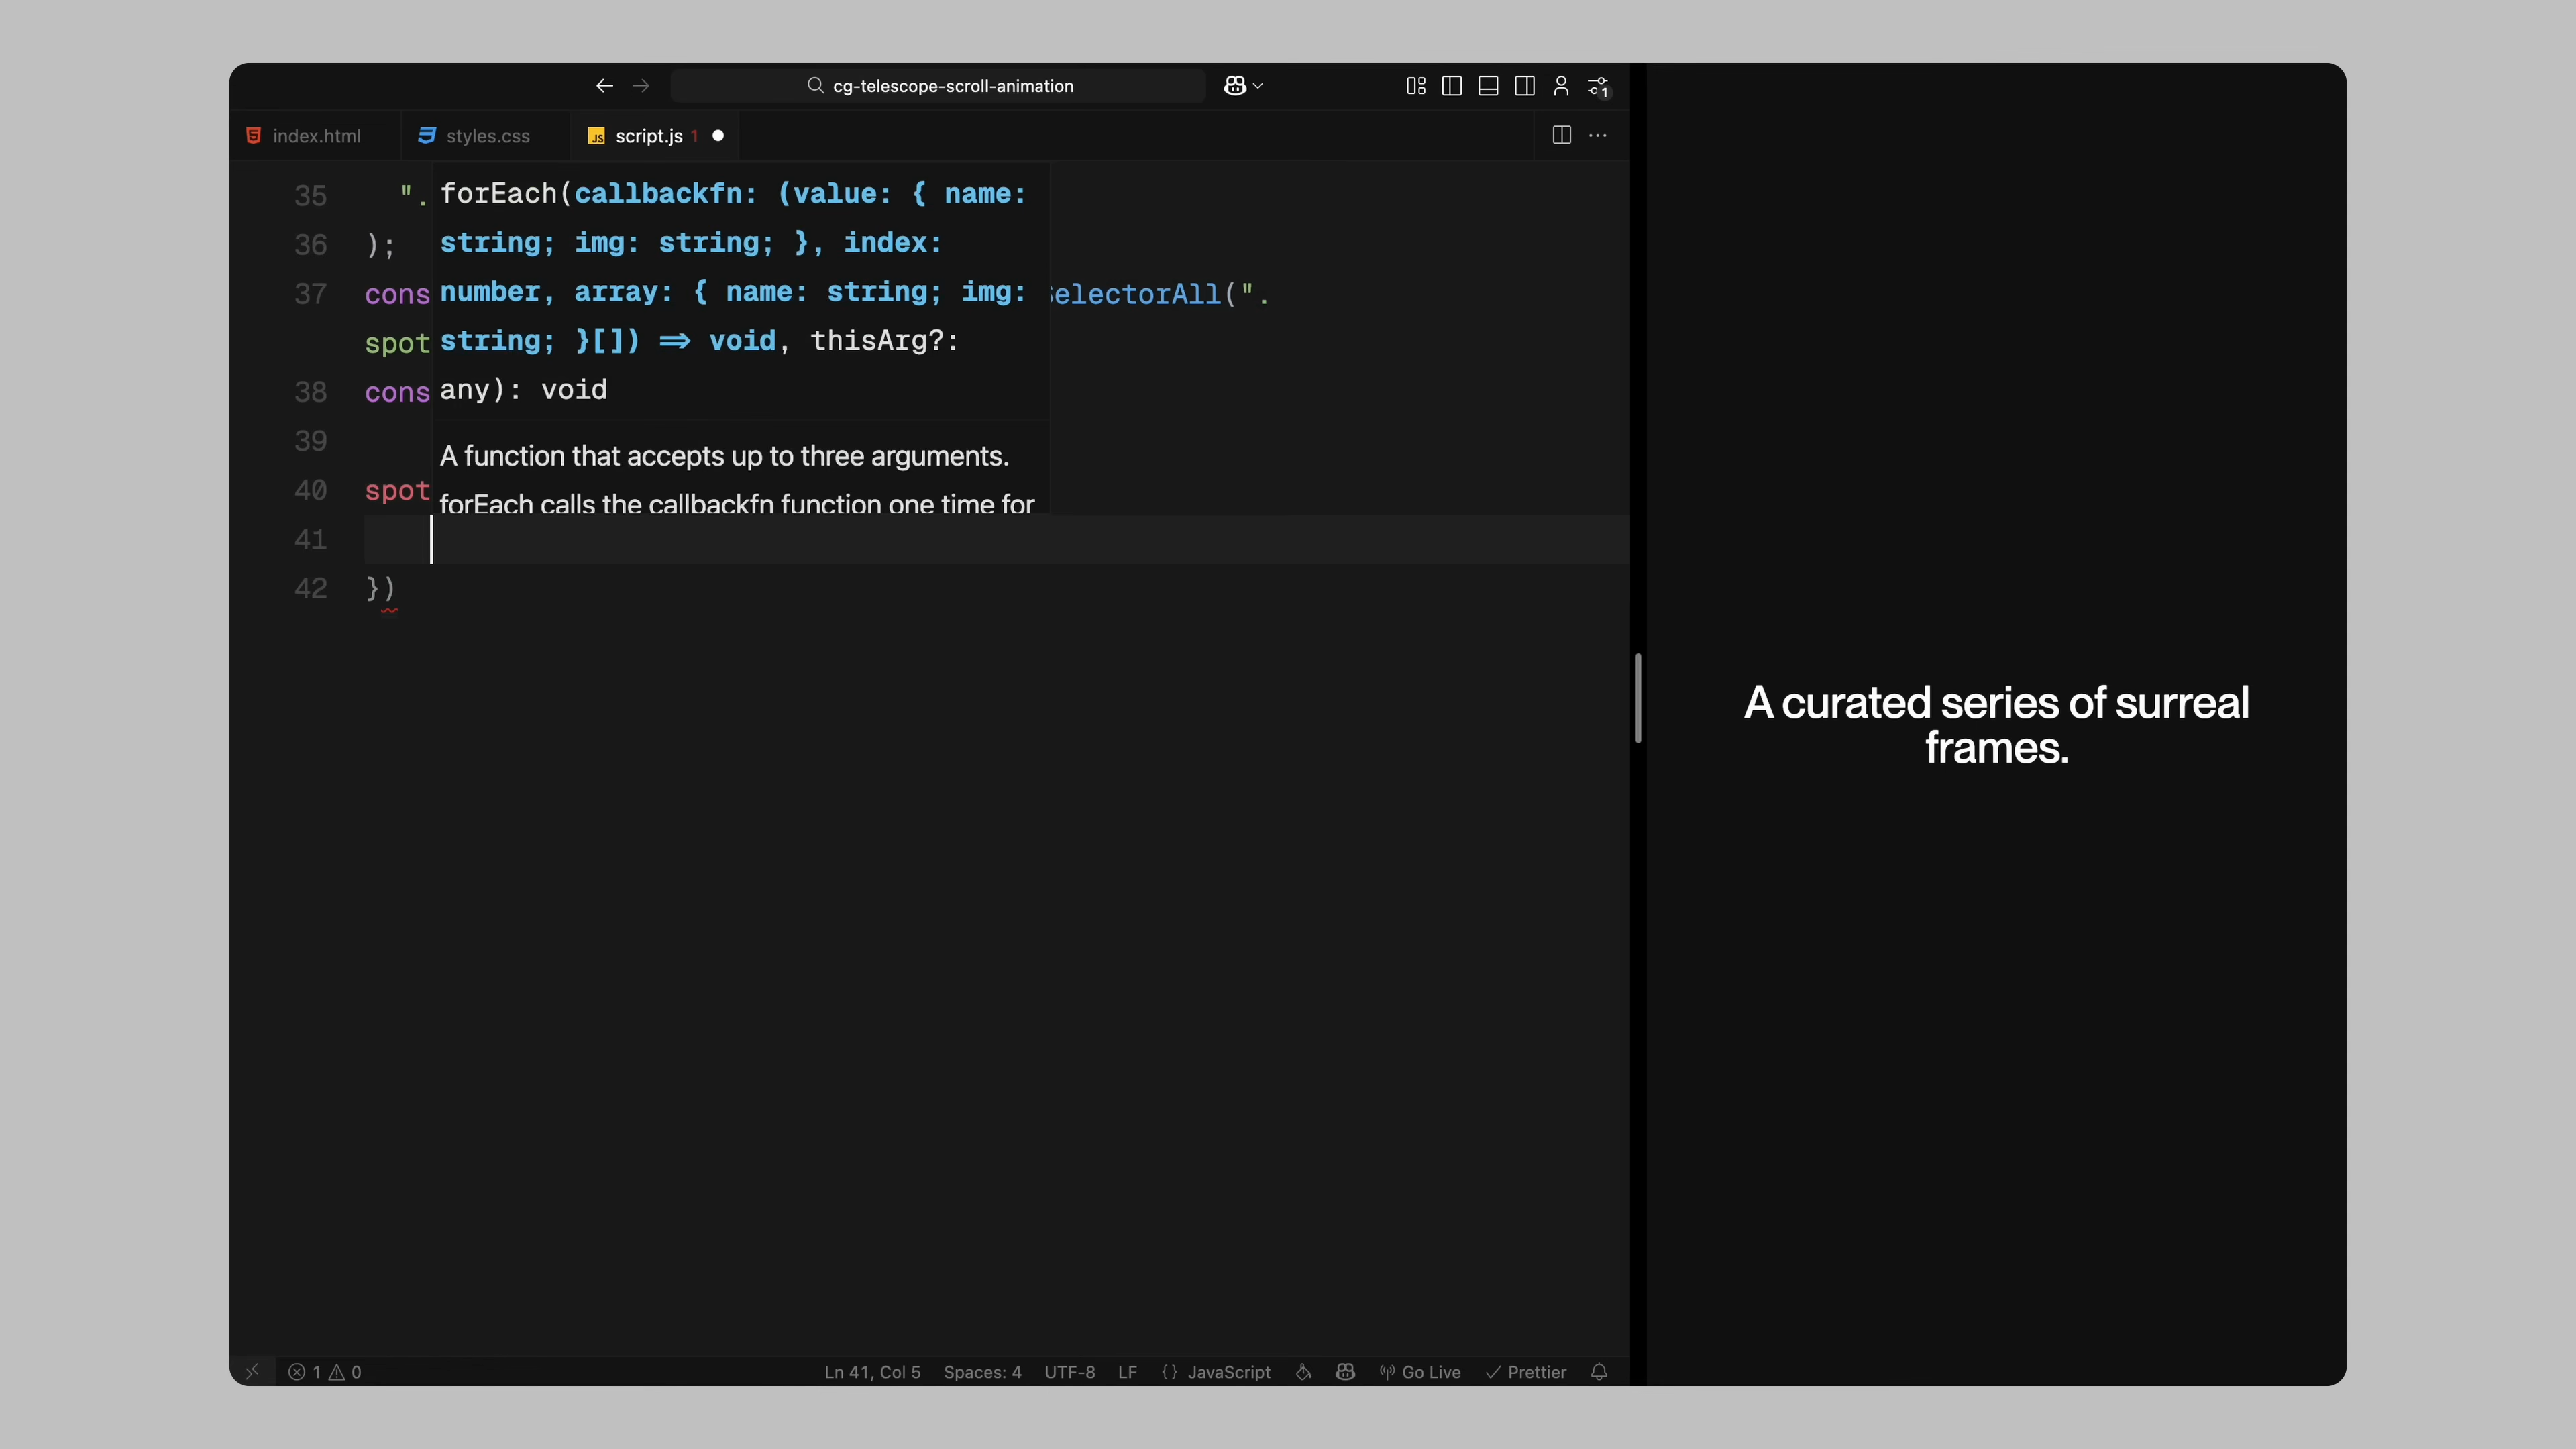 cg-telescope-scroll-animation
1
index.html
styles.css
JS script.js 1
35 ".
36 );
37 cons electorAll(".
spot
38 cons
39
40 spot
41
42 })
forEach(callbackfn: (value: { name:
string; img: string; }, index:
number, array: { name: string; img:
string; }[]) => void, thisArg?:
any): void
A function that accepts up to three arguments.
forEach calls the callbackfn function one time for
A curated series of surreal
frames.
1 0 Ln 41, Col 5 Spaces: 4 UTF-8 LF {} JavaScript Go Live Prettier